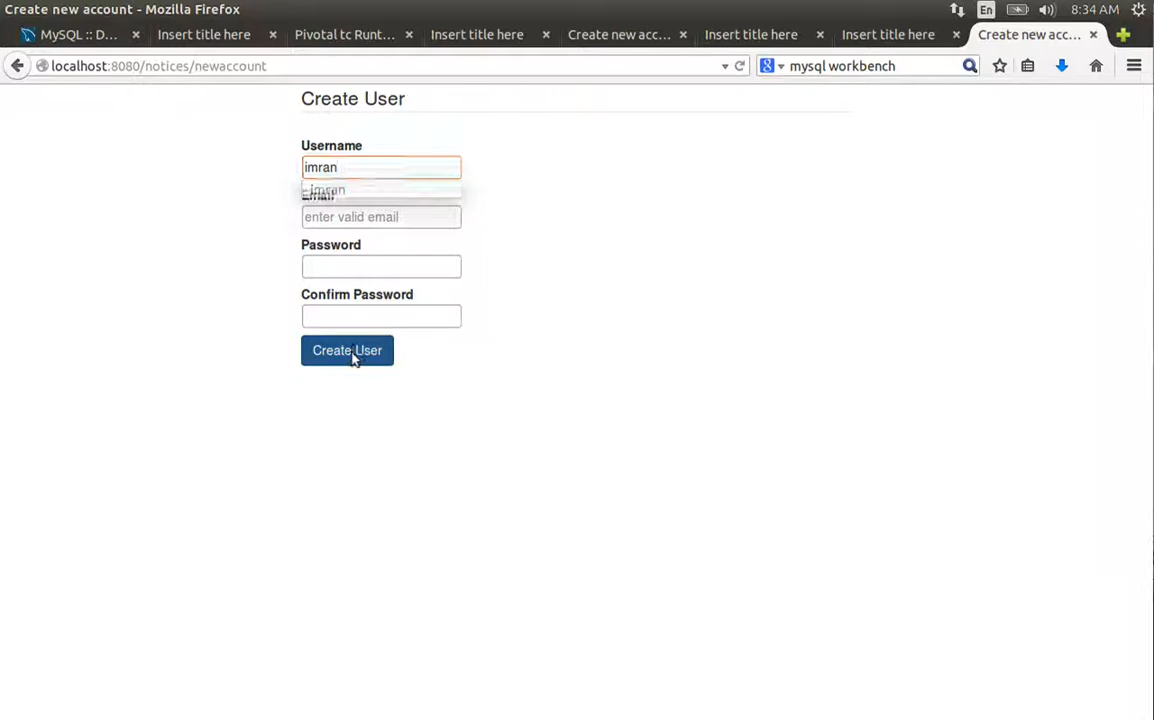 Create new account - Mozilla Firefox
En
8:34 AM
MySQL :: D...
Insert title here
Pivotal tc Runt...
Insert title here
Create new acc...
Insert title here
Insert title here
Create new acc...
localhost:8080/notices/newaccount
8
mysql workbench
Create User
Username
imran
imran
Email
enter valid email
Password
Confirm Password
Create User